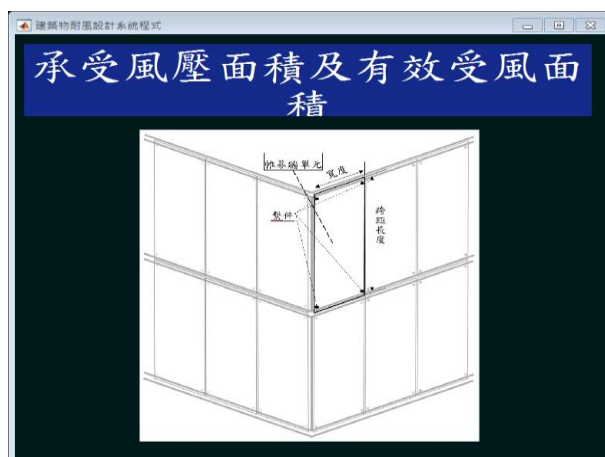 建築物耐風設計系統程式
承受風壓面積及有效受風面
積
帷幕牆單元
寬度
繫件
跨距長度